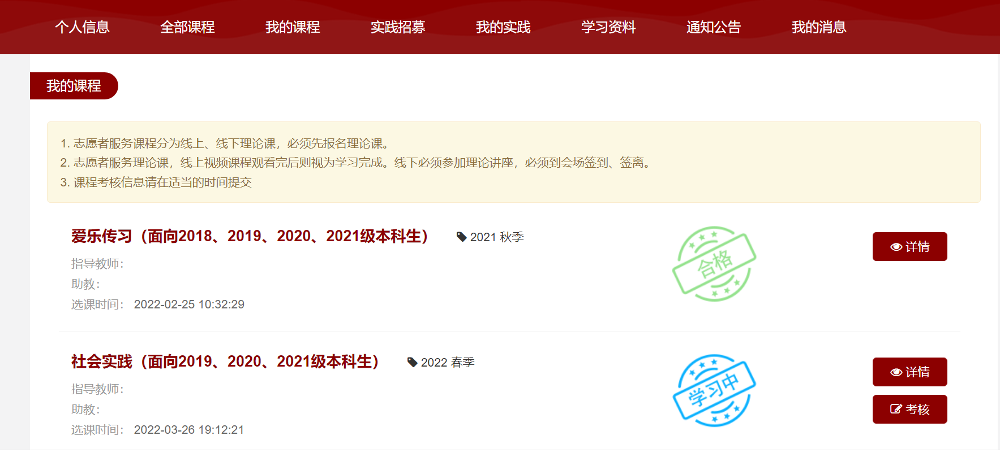 个人信息 全部课程 我的课程 实践招募 我的实践 学习资料 通知公告 我的消息
我的课程
1. 志愿者服务课程分为线上、线下理论课，必须先报名理论课。
2. 志愿者服务理论课，线上视频课程观看完后则视为学习完成。线下必须参加理论讲座，必须到会场签到、签离。
3. 课程考核信息请在适当的时间提交
爱乐传习（面向2018、2019、2020、2021级本科生） 2021 秋季
合格
详情
指导教师：
助教：
选课时间： 2022-02-25 10:32:29
社会实践（面向2019、2020、2021级本科生） 2022 春季
学习中
详情
指导教师：
考核
助教：
选课时间： 2022-03-26 19:12:21